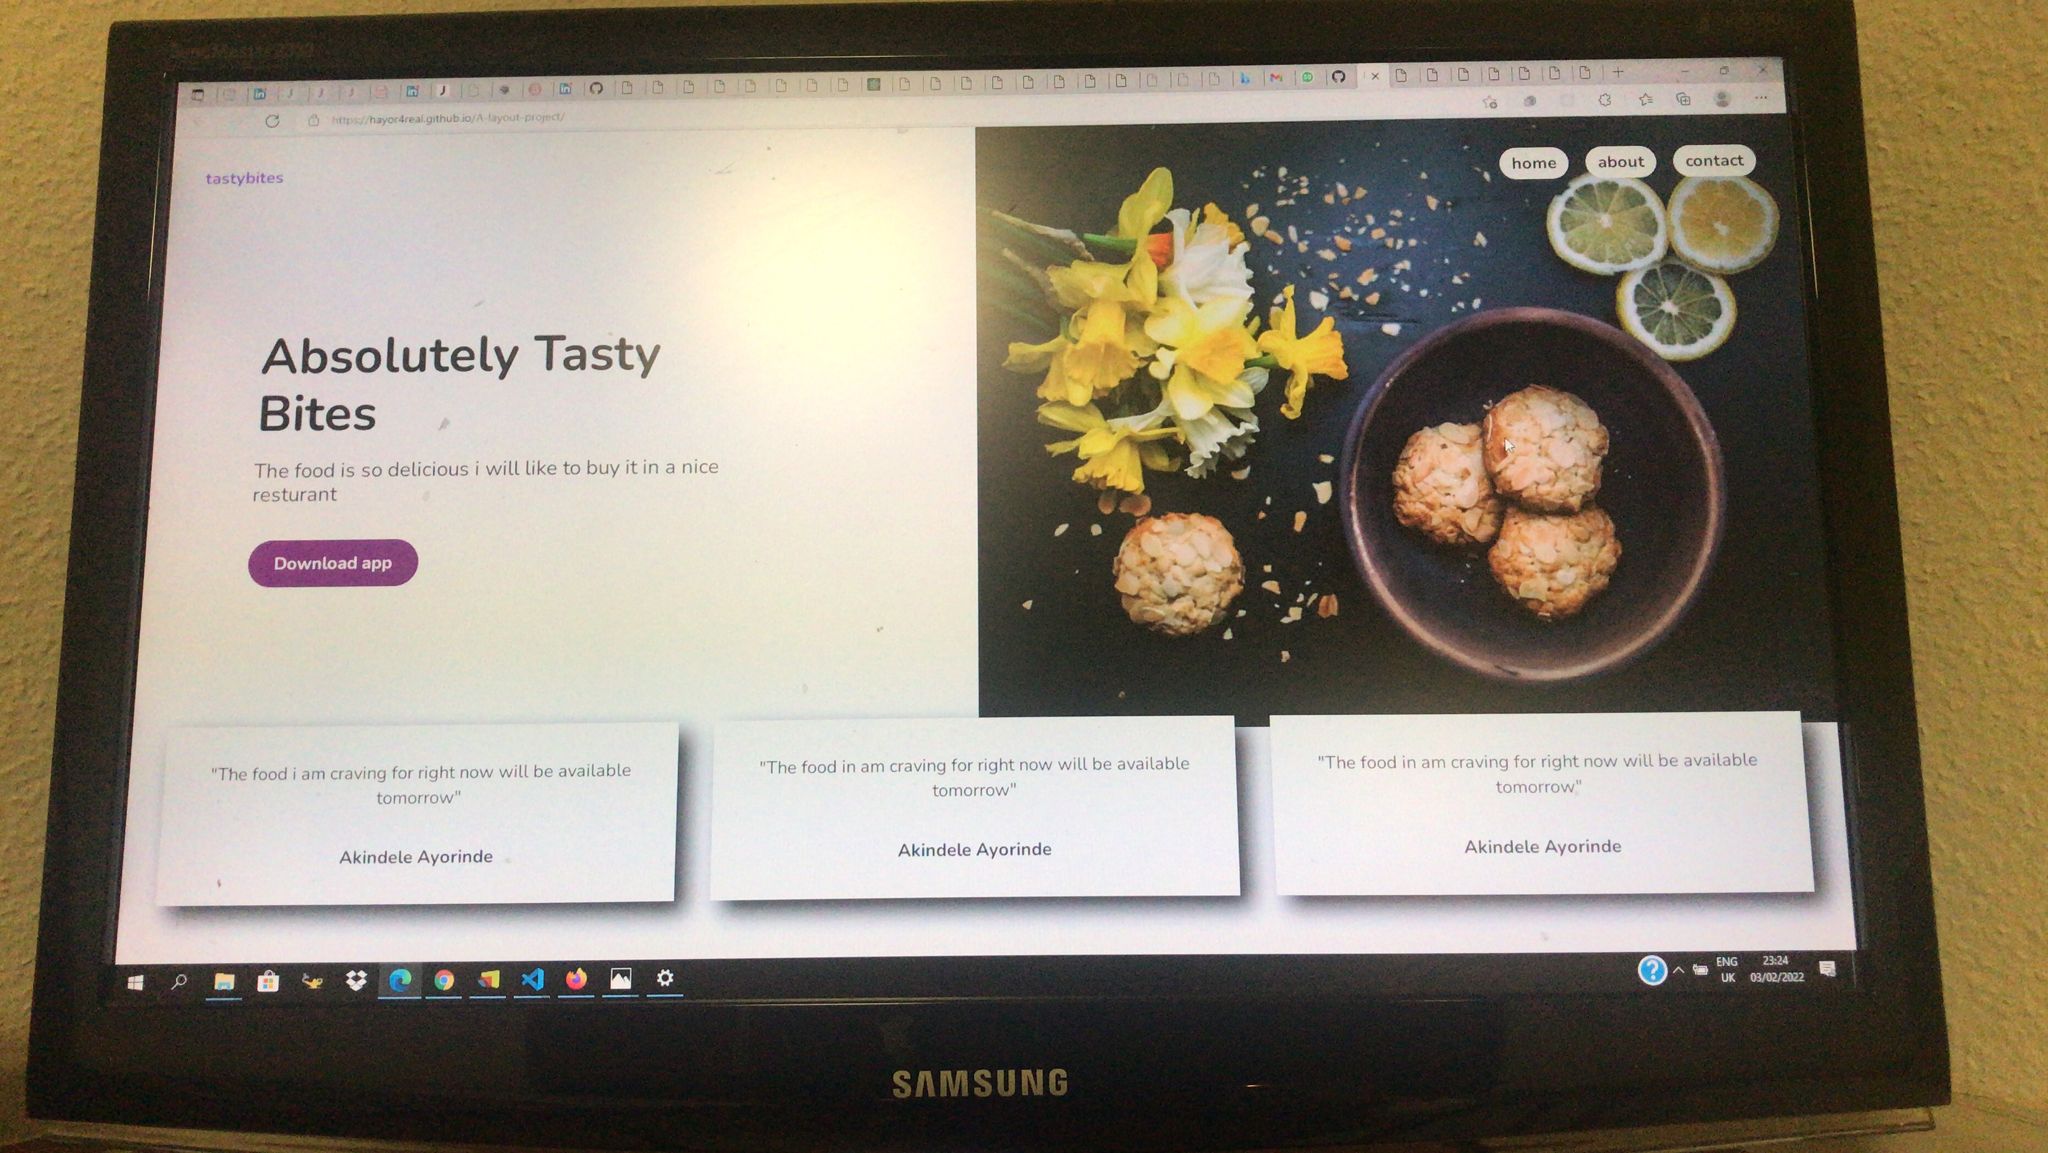 https://hayor4real.github.io/A-layout-project/
tastybites
home about contact
Absolutely Tasty
Bites
The food is so delicious i will like to buy it in a nice
resturant
Download app
"The food i am craving for right now will be available
tomorrow"
Akindele Ayorinde
"The food in am craving for right now will be available
tomorrow"
Akindele Ayorinde
"The food in am craving for right now will be available
tomorrow"
Akindele Ayorinde
ENG
UK
23:24
03/02/2022
SAMSUNG